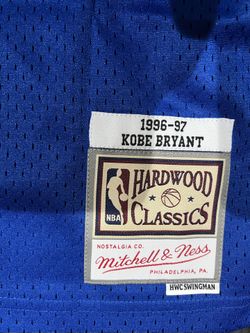 1996-97
KOBE BRYANT
NBA
HARDWOOD
CLASSICS
NOSTALGIA CO.
Mitchell & Ness
PHILADELPHIA, PA.
HWC SWINGMAN